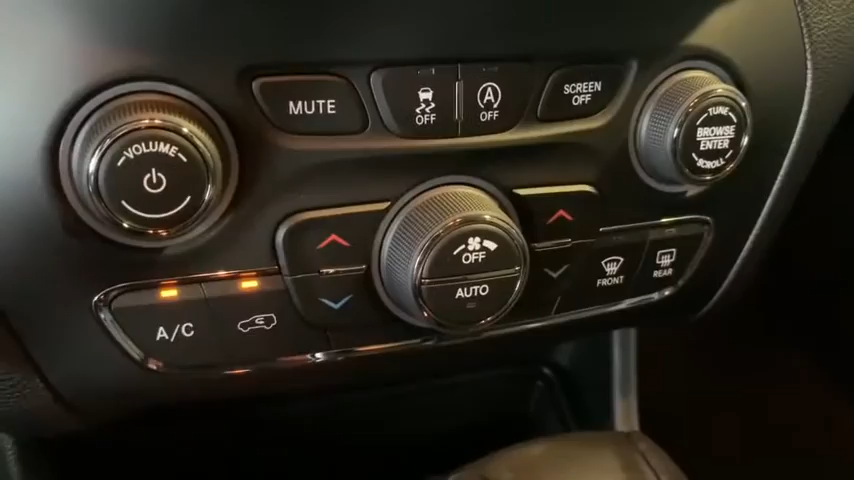 MUTE
OFF
A
OFF
SCREEN
OFF
TUNE
BROWSE
ENTER
SCROLL
VOLUME
OFF
AUTO
FRONT
REAR
A/C